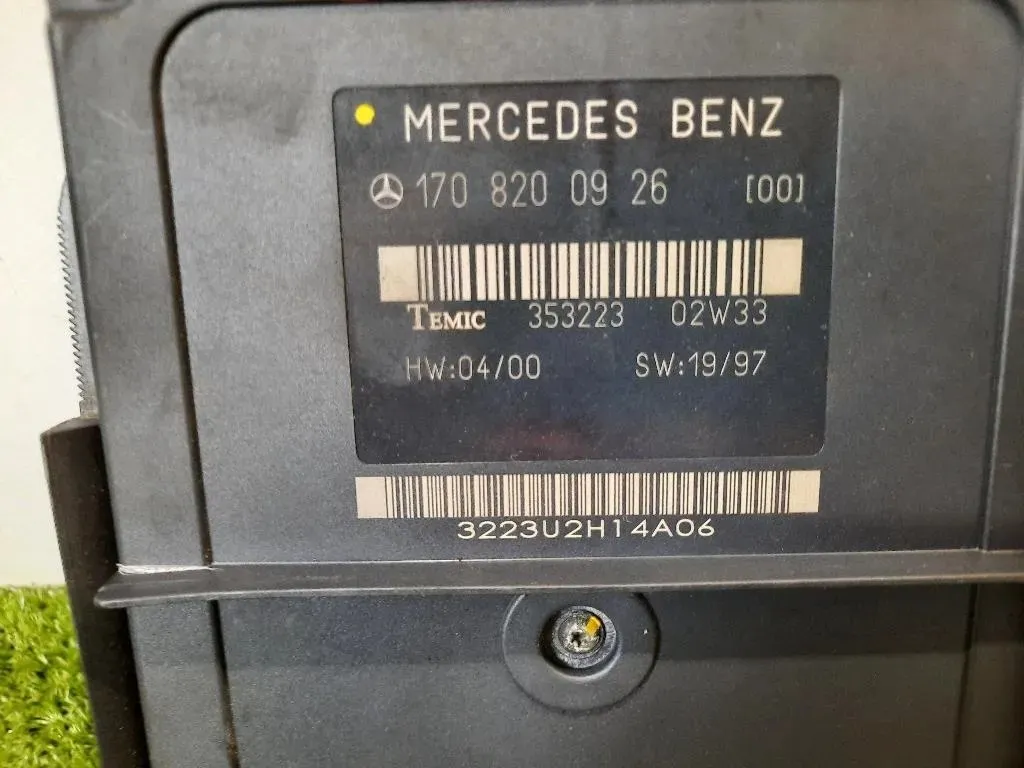 MERCEDES BENZ
170 820 09 26 [00]
TEMIC 353223 02W33
HW:04/00 SW:19/97
3223U2H14A06